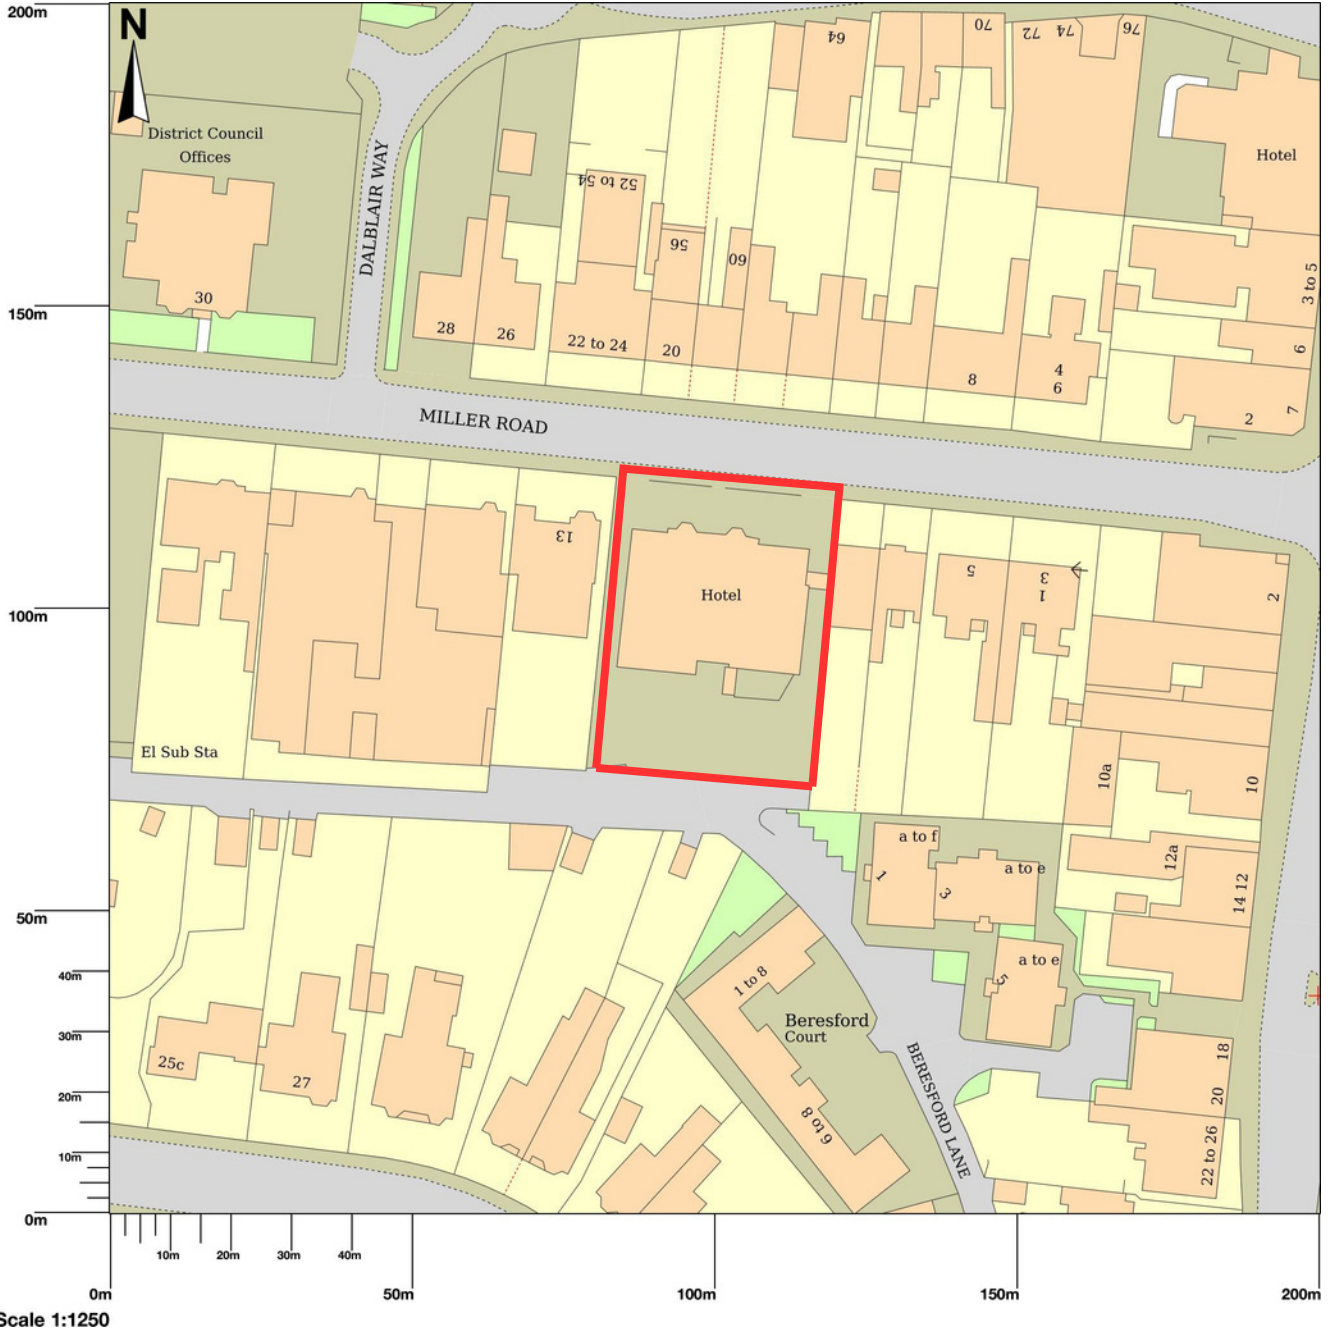 200m
N
64
70
72
74
76
District Council
Offices
Hotel
DALBLAIR WAY
52 to 54
56
60
3 to 5
30
150m
28
26
22 to 24
20
8
4
6
6
2
7
MILLER ROAD
13
Hotel
5
3
1
2
100m
El Sub Sta
10a
10
a to f
1
3
a to e
12a
14 12
50m
40m
30m
20m
10m
0m
a to e
5
1 to 8
Beresford
Court
6 to 8
BERESFORD LANE
25c
27
18
20
22 to 26
10m
20m
30m
40m
0m
50m
100m
150m
200m
Scale 1:1250